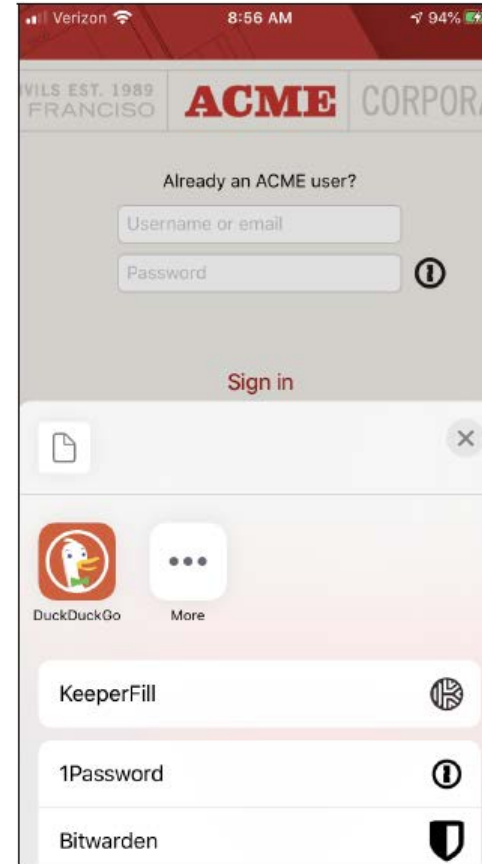 Verizon 8:56 AM 94%
VILS EST. 1989
FRANCISO
ACME
CORPORA
Already an ACME user?
Username or email
Password
Sign in
DuckDuckGo
More
KeeperFill
1Password
Bitwarden